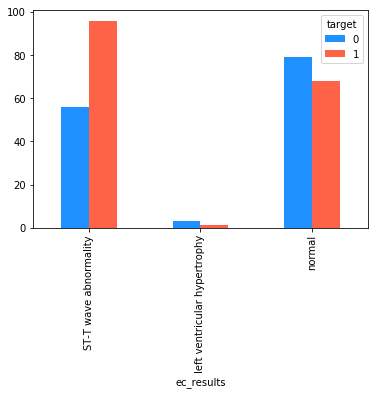 100
80
60
40
20
0
target
0
1
ST-T wave abnormality
left ventricular hypertrophy
normal
ec_results